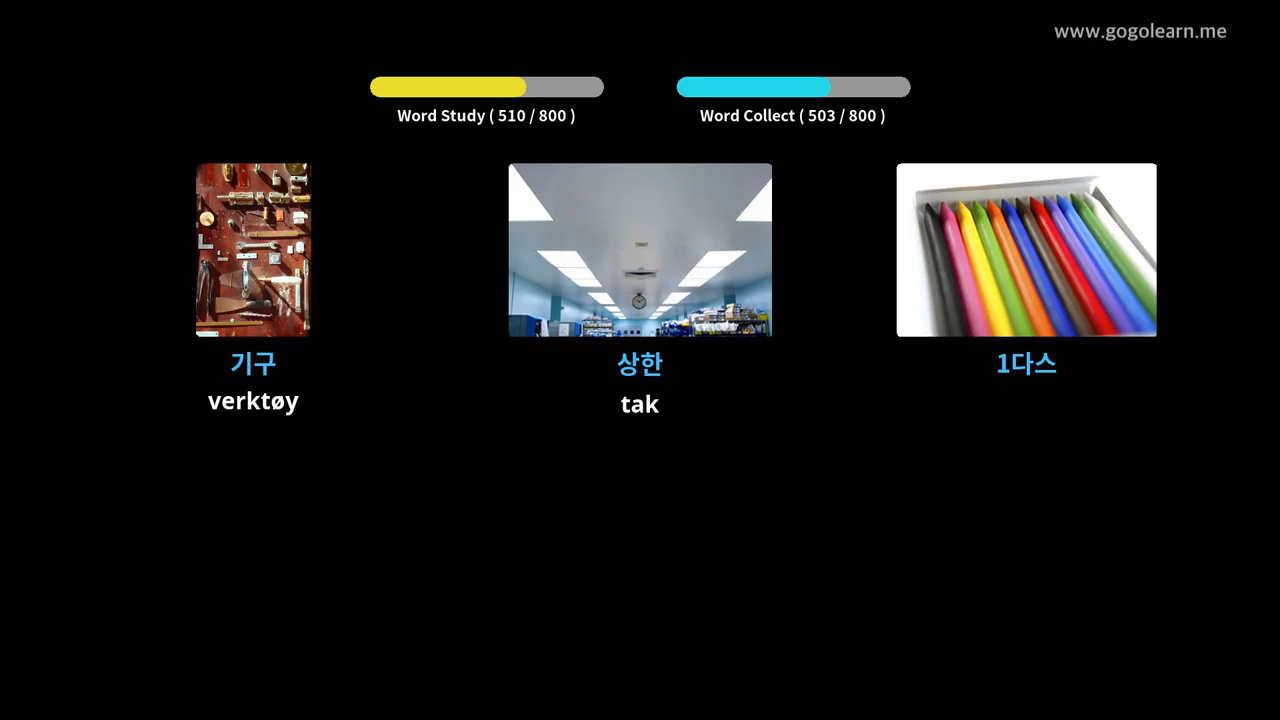 www.gogolearn.me
Word Study ( 510 / 800 )
Word Collect ( 503 / 800 )
기구
상한
1다스
verktøy
tak